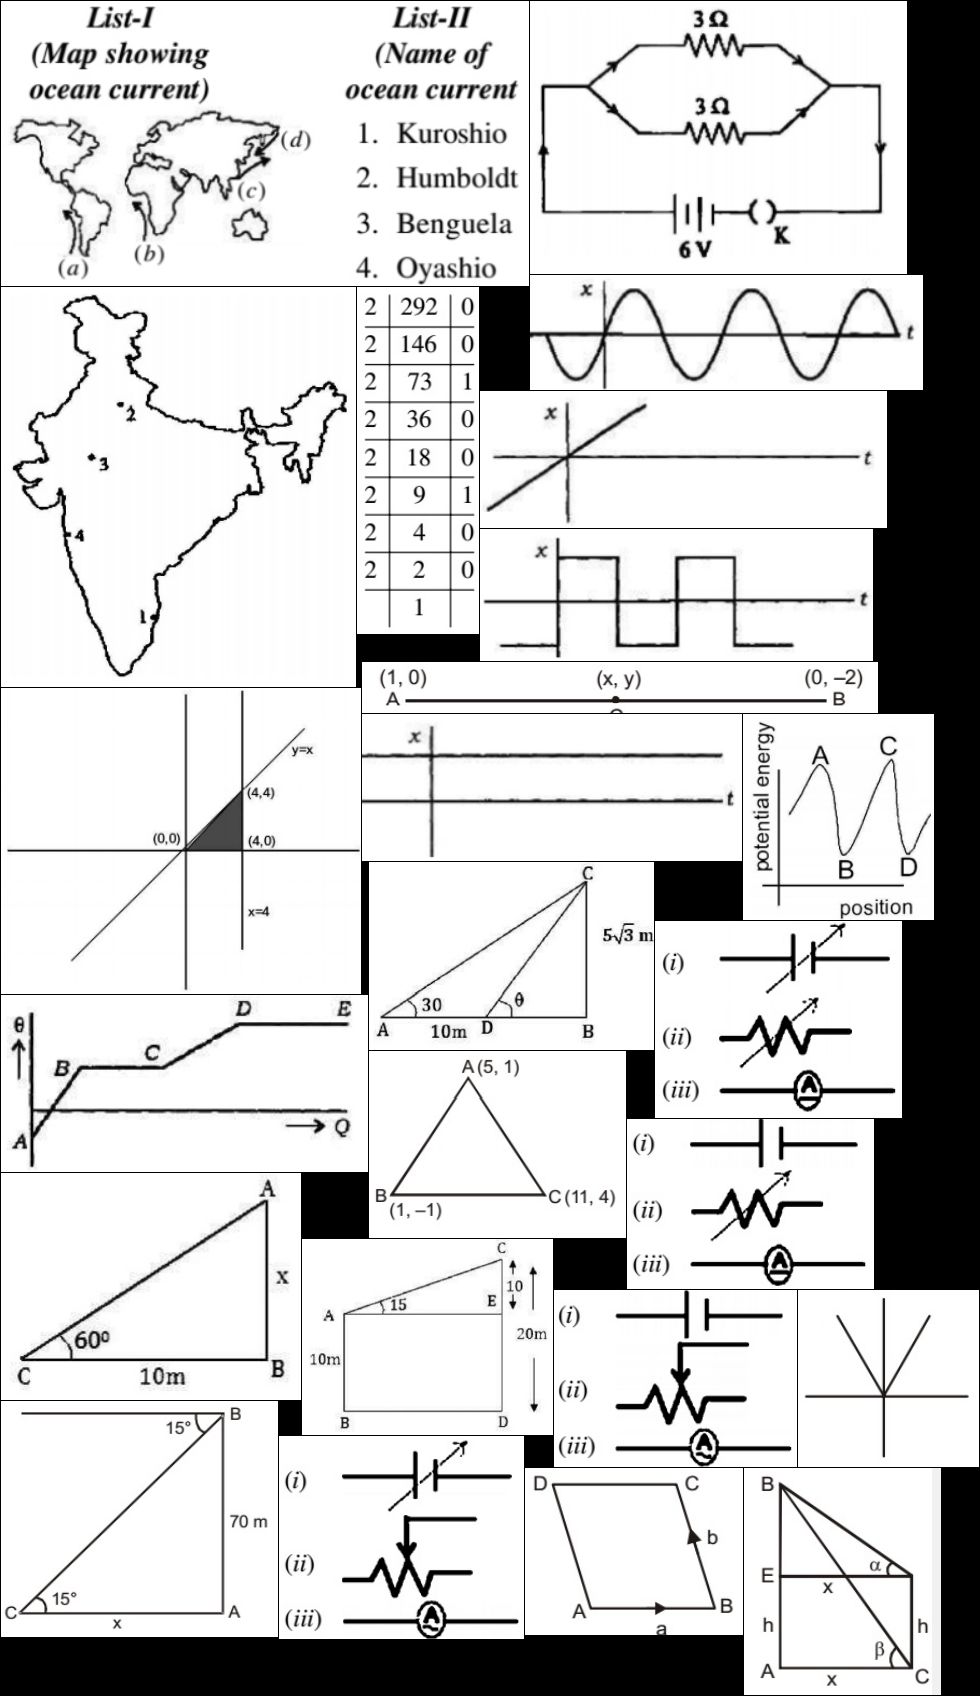 List-I
(Map showing
ocean current)
(d)
(c)
(a)
(b)
List-II
(Name of
ocean current
1. Kuroshio
2. Humboldt
3. Benguela
4. Oyashio
3 Ω
3 Ω
6 V
K
2
3
4
1
2 292 0
2 146 0
2 73 1
2 36 0
2 18 0
2 9 1
2 4 0
2 2 0
1
x
t
x
t
x
t
(1, 0) (x, y) (0, –2)
A B
y=x
(4,4)
(0,0)
(4,0)
x=4
x
t
potential energy
A
C
B
D
position
C
5√3 m
30
θ
A 10m D B
(i)
(ii)
(iii) A
θ
D E
B C
A
Q
A (5, 1)
B
(1, –1)
C (11, 4)
(i)
(ii)
(iii) A
A
x
60⁰
C 10m B
C
10
15
E
A
20m
10m
B D
(i)
(ii)
(iii) A
B
15°
70 m
15°
C
x
A
(i)
(ii)
(iii) A
D C
b
A B
a
B
α
E
x
h
h
β
A
x
C